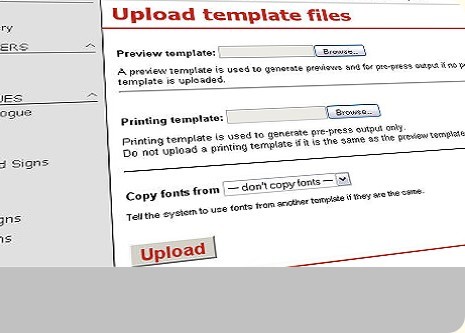 Upload template files
ry
ERS
Preview template: Browse...
A preview template is used to generate previews and for pre-press output if no
template is uploaded.
UES
ogue
Printing template: Browse...
Printing template is used to generate pre-press output only.
Do not upload a printing template if it is the same as the preview template
d Signs
Copy fonts from — don't copy fonts —
Tell the system to use fonts from another template if they are the same.
gns
ns
Upload